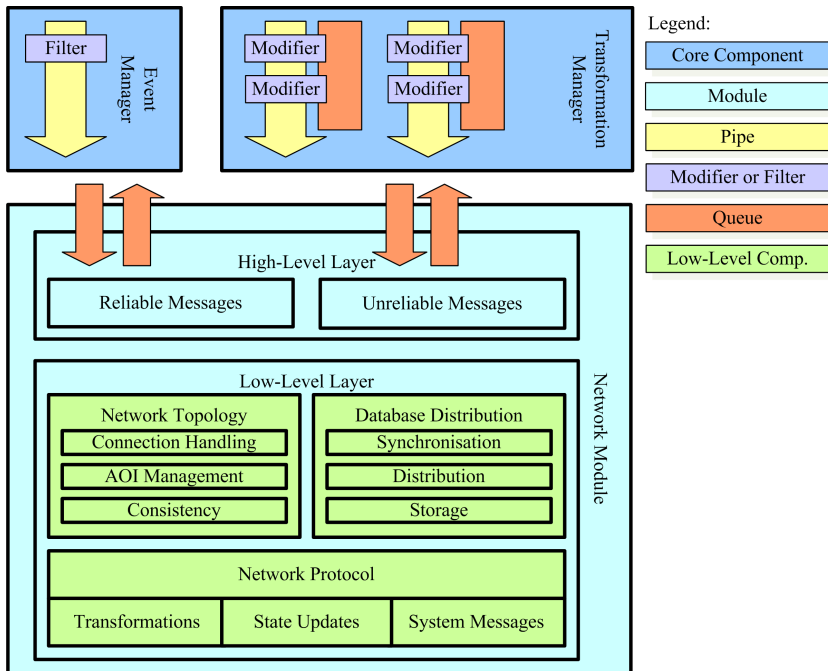 Filter
Event
Manager
Modifier
Modifier
Modifier
Modifier
Transformation
Manager
Legend:
Core Component
Module
Pipe
Modifier or Filter
Queue
Low-Level Comp.
High-Level Layer
Reliable Messages
Unreliable Messages
Network Module
Low-Level Layer
Network Topology
Connection Handling
AOI Management
Consistency
Database Distribution
Synchronisation
Distribution
Storage
Network Protocol
Transformations
State Updates
System Messages